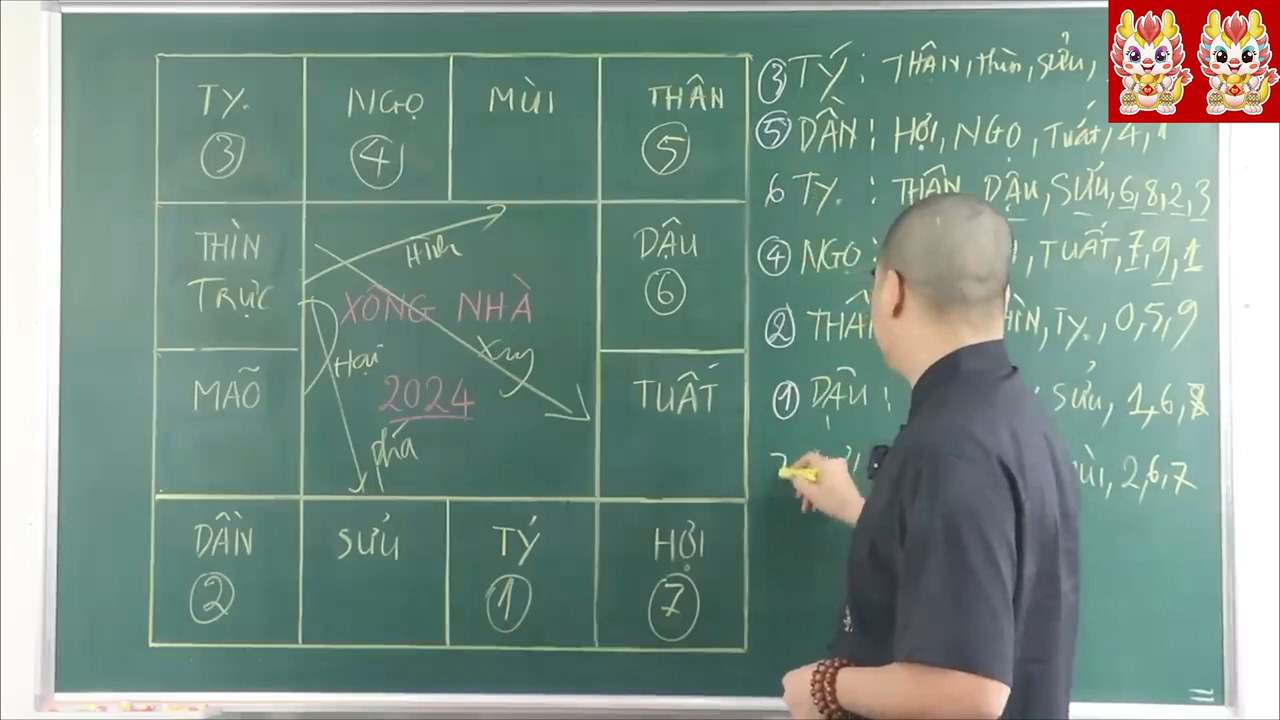 TỴ. NGỌ MÙI THÂN
③ ④ ⑤
THÌN DẬU
TRỰC ⑥
Hình
XÔNG NHÀ
Hại Xung
MÃO TUẤT
2024
phá
DẦN SỬU TÝ HỢI
② ① ⑦
③ TÝ: THÂN, thìn, sửu,
⑤ DẦN: HỢI, NGỌ, Tuất, 4, 1
6 Tỵ. : THÂN DẬU, SỬU, 6, 8, 2, 3
④ NGỌ TUẤT, 7, 9, 1
② THÂ ÌN, Tỵ., 0, 5, 9
① DẬU: SỬU, 1, 6, 8
ùi, 2, 6, 7